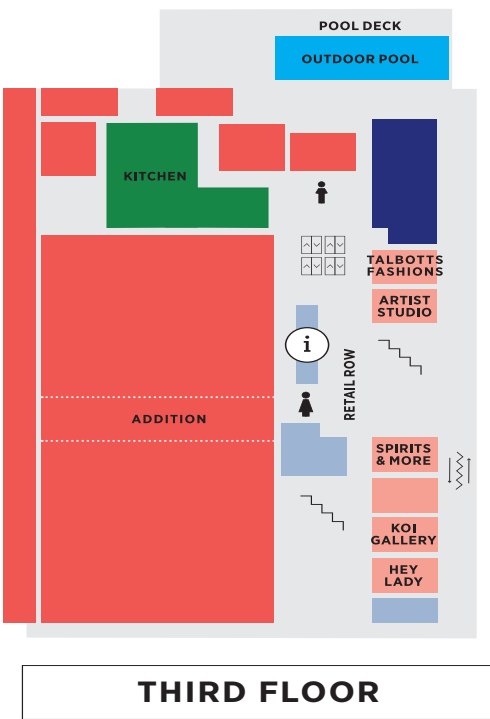 POOL DECK
OUTDOOR POOL
KITCHEN
TALBOTTS
FASHIONS
ARTIST
STUDIO
i
RETAIL ROW
ADDITION
SPIRITS
& MORE
KOI
GALLERY
HEY
LADY
THIRD FLOOR